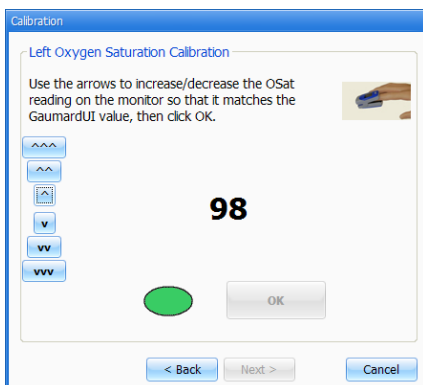 Calibration
Left Oxygen Saturation Calibration
Use the arrows to increase/decrease the OSat
reading on the monitor so that it matches the
GaumardUI value, then click OK.
^^^
^^
^
v
vv
vvv
98
OK
< Back
Next >
Cancel